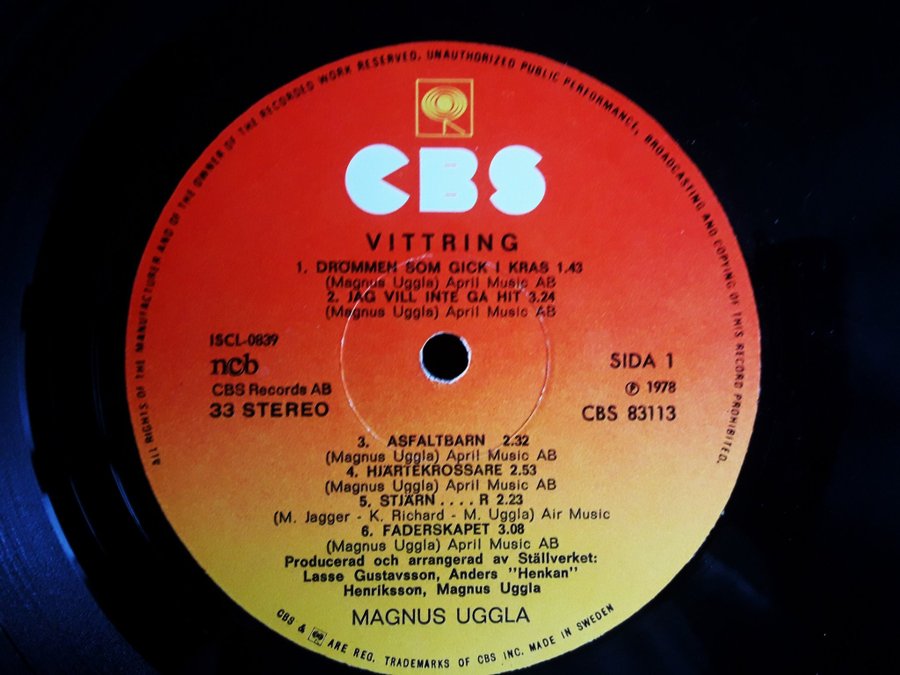 ALL RIGHTS OF THE MANUFACTURER AND OF THE OWNER OF THE RECORDED WORK RESERVED. UNAUTHORIZED PUBLIC PERFORMANCE, BROADCASTING AND COPYING OF THIS RECORD PROHIBITED.
CBS
VITTRING
1. DRÖMMEN SOM GICK I KRAS 1.43
(Magnus Uggla) April Music AB
2. JAG VILL INTE GÅ HIT 3.24
(Magnus Uggla) April Music AB
ISCL-0839
ncb
CBS Records AB
33 STEREO
SIDA 1
℗ 1978
CBS 83113
3. ASFALTBARN 2.32
(Magnus Uggla) April Music AB
4. HJÄRTEKROSSARE 2.53
(Magnus Uggla) April Music AB
5. STJÄRN....R 2.23
(M. Jagger - K. Richard - M. Uggla) Air Music
6. FADERSKAPET 3.08
(Magnus Uggla) April Music AB
Producerad och arrangerad av Ställverket:
Lasse Gustavsson, Anders "Henkan"
Henriksson, Magnus Uggla
MAGNUS UGGLA
CBS & ARE REG. TRADEMARKS OF CBS INC. MADE IN SWEDEN